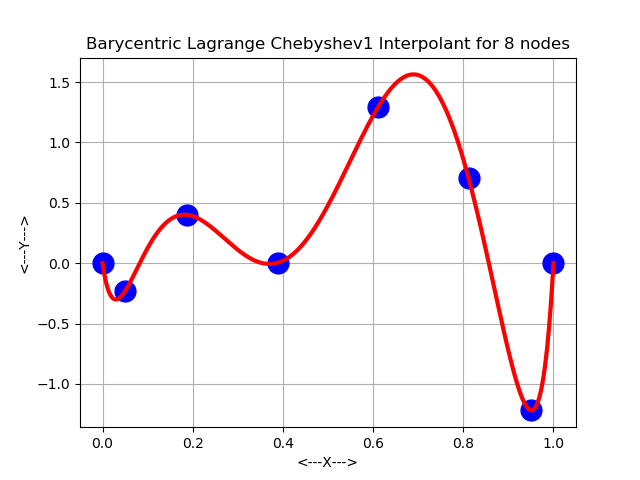 Barycentric Lagrange Chebyshev1 Interpolant for 8 nodes
1.5
1.0
0.5
0.0
−0.5
−1.0
<---Y--->
0.0 0.2 0.4 0.6 0.8 1.0
<---X--->